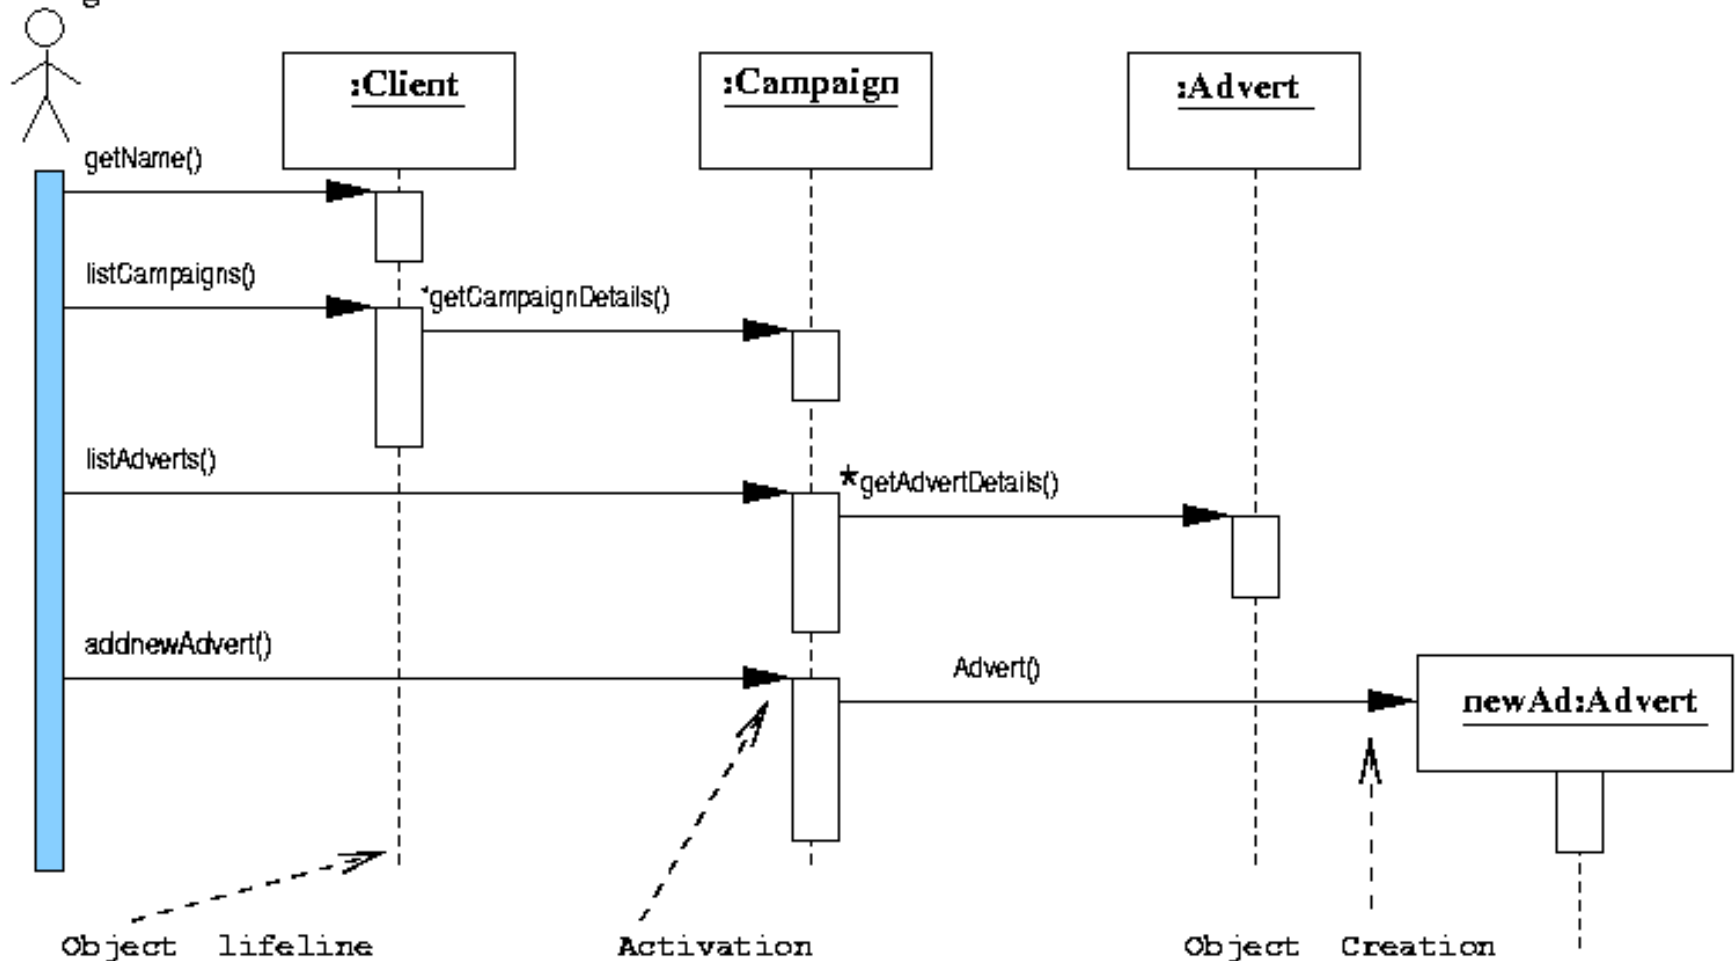 :Client
:Campaign
:Advert
getName()
listCampaigns()
*getCampaignDetails()
listAdverts()
*getAdvertDetails()
addnewAdvert()
Advert()
newAd:Advert
Object lifeline
Activation
Object Creation